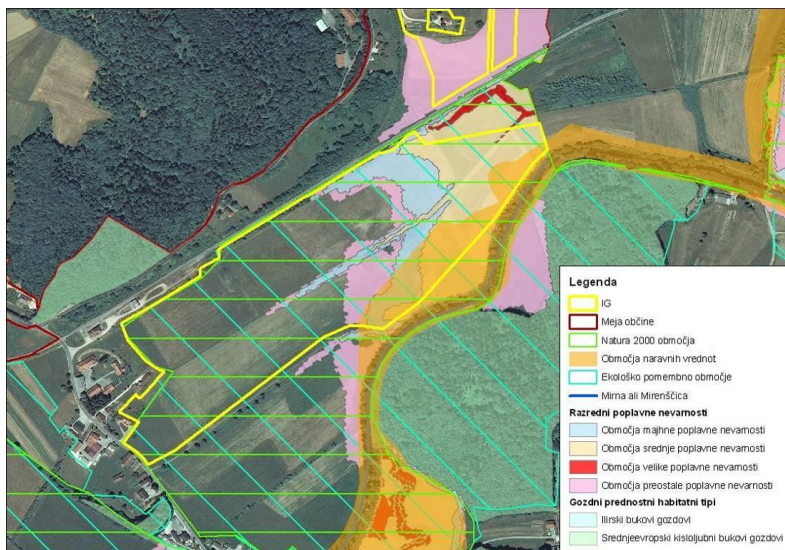 Legenda
IG
Meja občine
Natura 2000 območja
Območja naravnih vrednot
Ekološko pomembno območje
Mirna ali Mirenščica
Razredni poplavne nevarnosti
Območja majhne poplavne nevarnosti
Območja srednje poplavne nevarnosti
Območja velike poplavne nevarnosti
Območja preostale poplavne nevarnosti
Gozdni prednostni habitatni tipi
Ilirski bukovi gozdovi
Srednjeevropski kisloljubni bukovi gozdovi